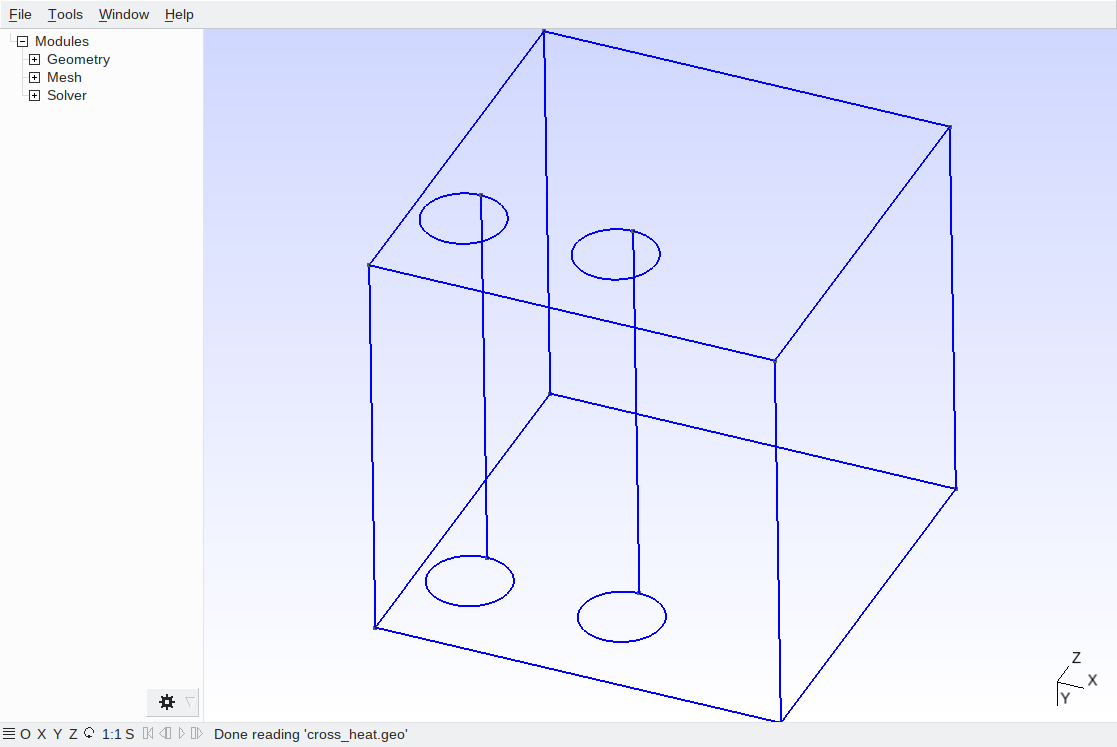 File Tools Window Help
Modules
Geometry
Mesh
Solver
Z
X
Y
O X Y Z 1:1 S Done reading 'cross_heat.geo'